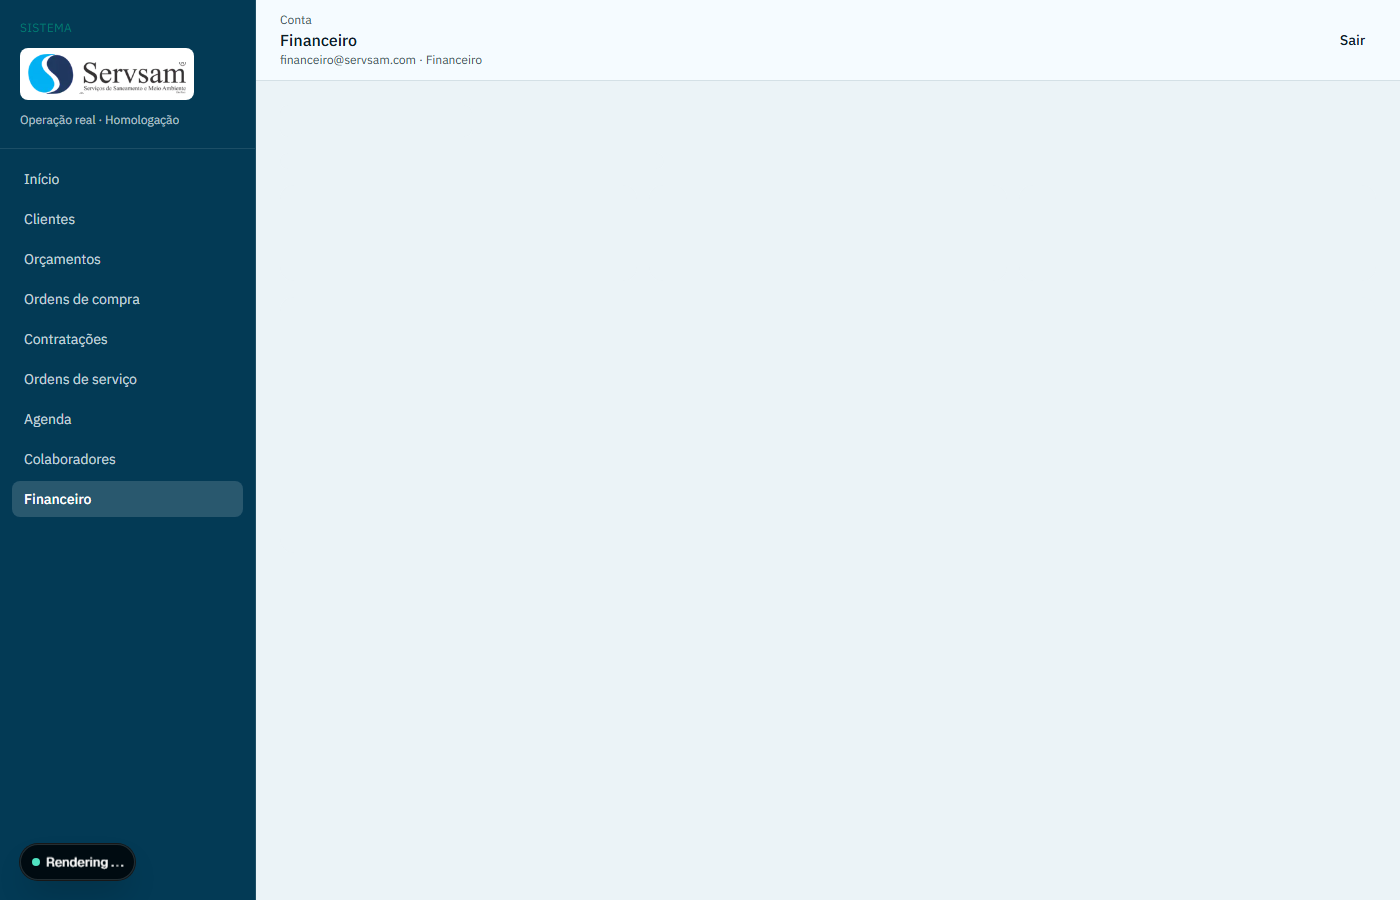 SISTEMA
Servsam
Serviços de Saneamento e Meio Ambiente
Operação real · Homologação
Início
Clientes
Orçamentos
Ordens de compra
Contratações
Ordens de serviço
Agenda
Colaboradores
Financeiro
Rendering ...
Conta
Financeiro
financeiro@servsam.com · Financeiro
Sair